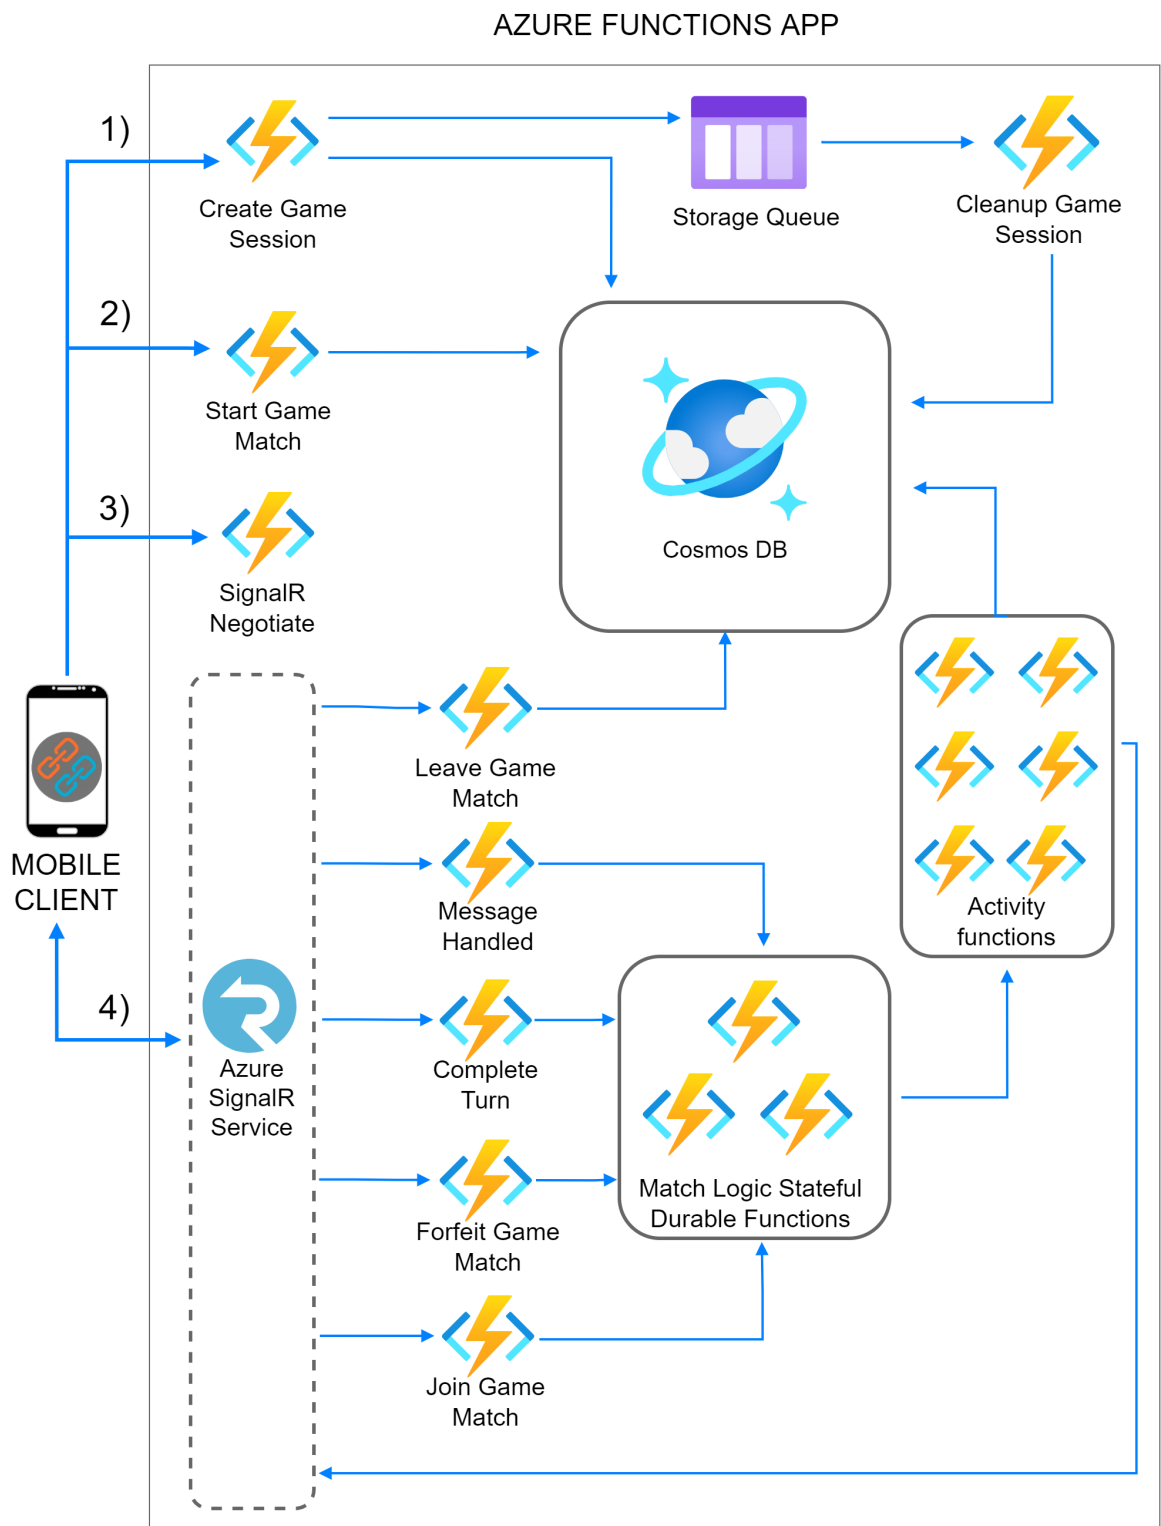 AZURE FUNCTIONS APP
1)
Create Game
Session
Storage Queue
Cleanup Game
Session
2)
Start Game
Match
3)
SignalR
Negotiate
Cosmos DB
MOBILE
CLIENT
4)
Azure
SignalR
Service
Leave Game
Match
Message
Handled
Complete
Turn
Forfeit Game
Match
Join Game
Match
Match Logic Stateful
Durable Functions
Activity
functions